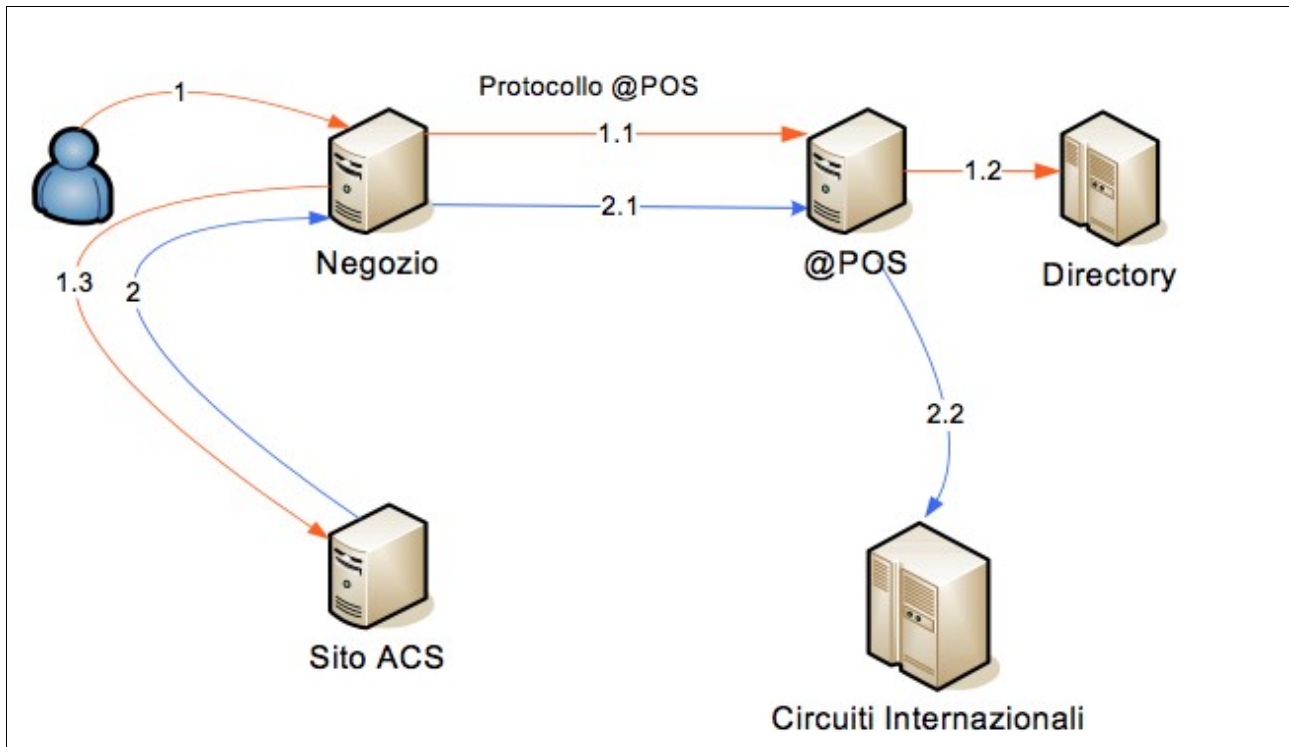 1
Protocollo @POS
1.1
1.2
2.1
Negozio
@POS
Directory
1.3
2
2.2
Sito ACS
Circuiti Internazionali